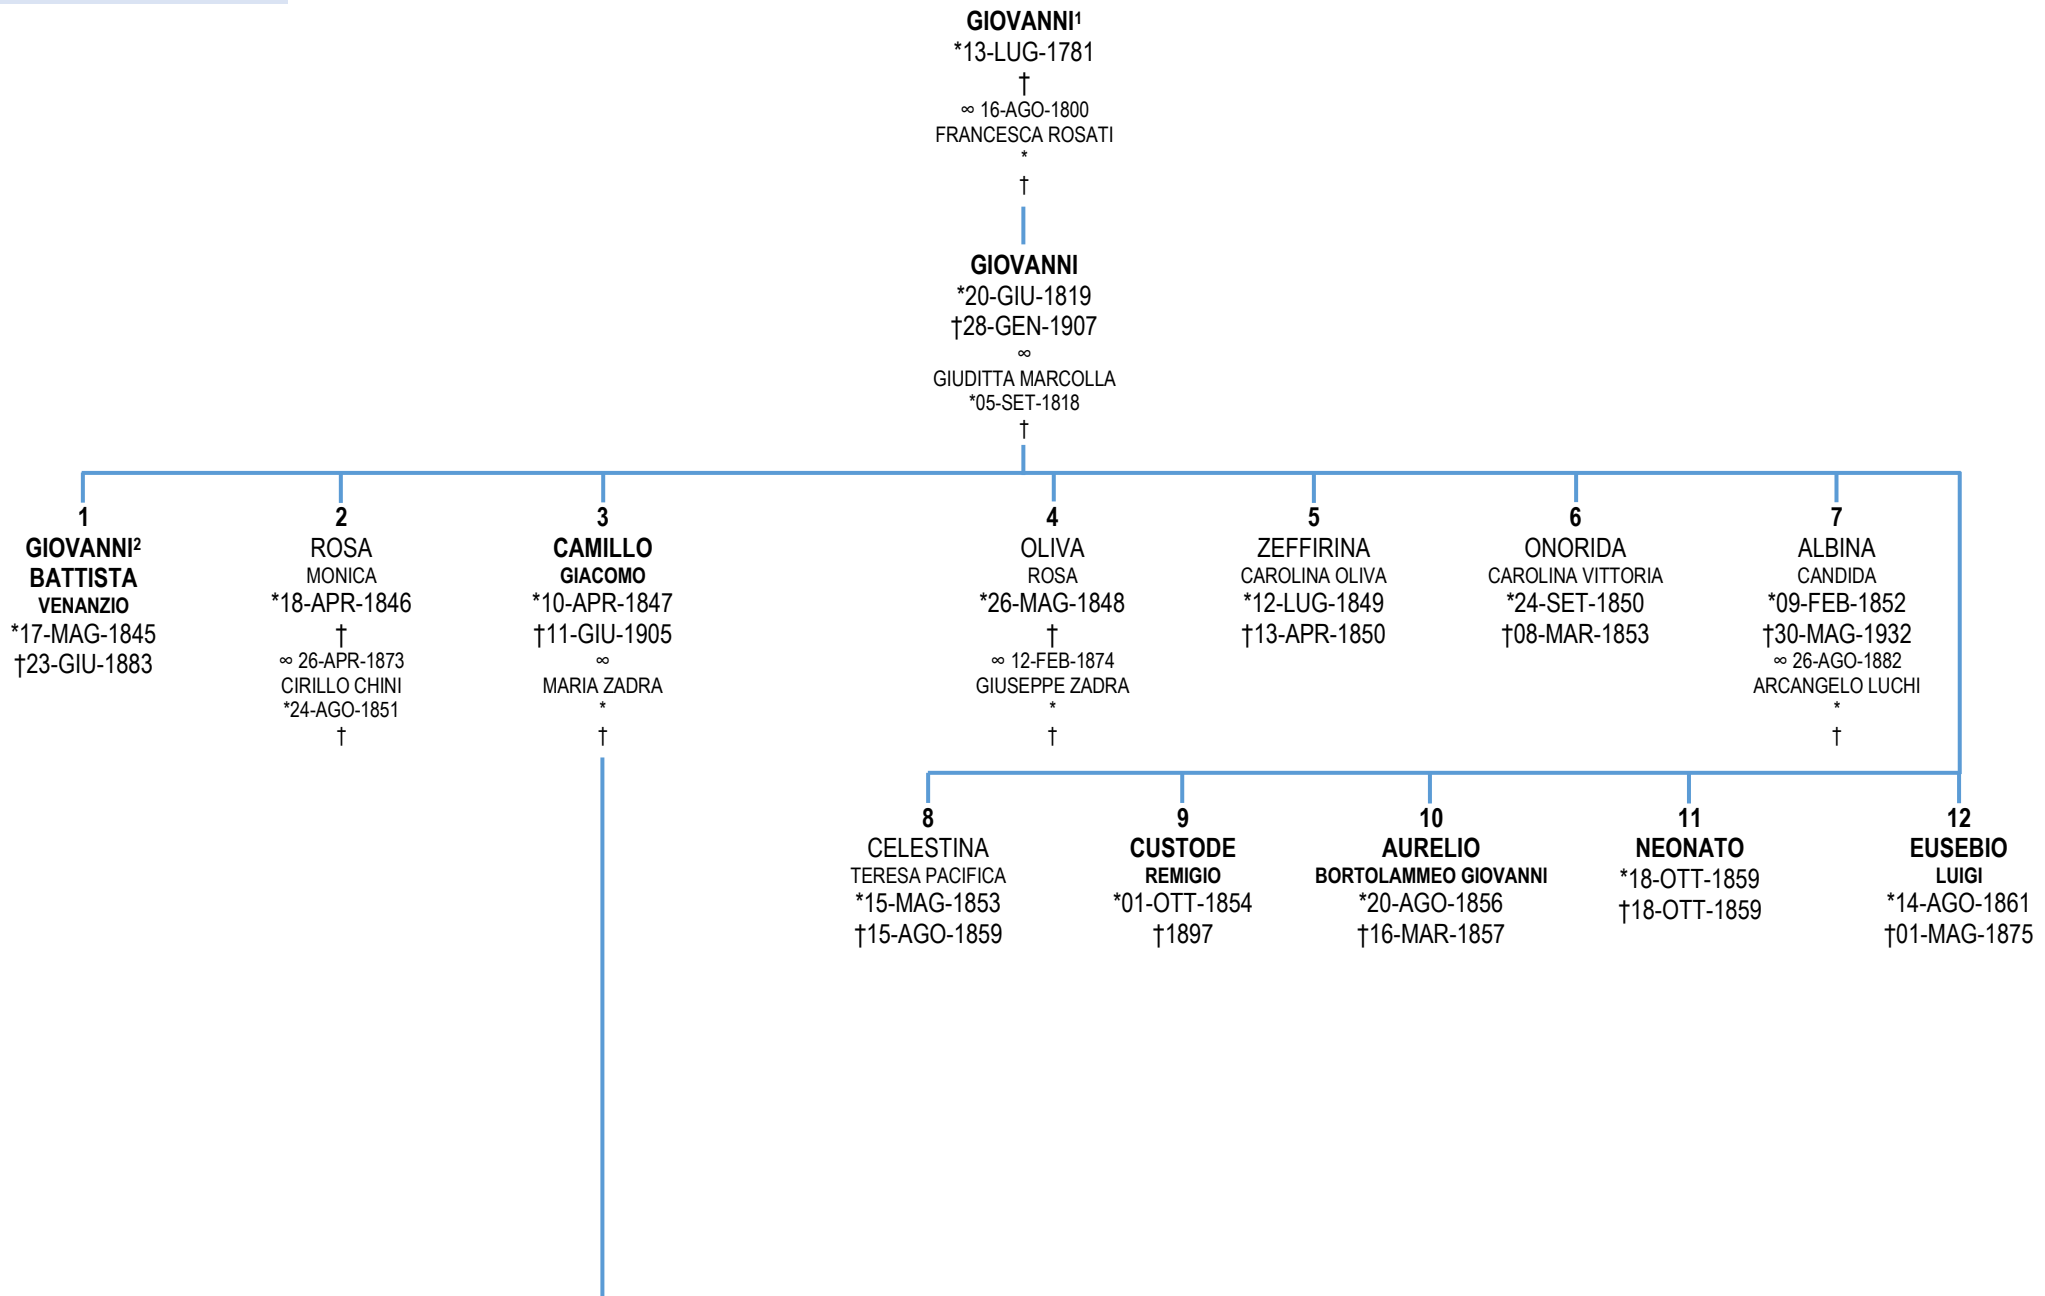 GIOVANNI¹
*13-LUG-1781
†
∞ 16-AGO-1800
FRANCESCA ROSATI
*
†
GIOVANNI
*20-GIU-1819
†28-GEN-1907
∞
GIUDITTA MARCOLLA
*05-SET-1818
†
1
GIOVANNI²
BATTISTA
VENANZIO
*17-MAG-1845
†23-GIU-1883
2
ROSA
MONICA
*18-APR-1846
†
∞ 26-APR-1873
CIRILLO CHINI
*24-AGO-1851
†
3
CAMILLO
GIACOMO
*10-APR-1847
†11-GIU-1905
∞
MARIA ZADRA
*
†
4
OLIVA
ROSA
*26-MAG-1848
†
∞ 12-FEB-1874
GIUSEPPE ZADRA
*
†
5
ZEFFIRINA
CAROLINA OLIVA
*12-LUG-1849
†13-APR-1850
6
ONORIDA
CAROLINA VITTORIA
*24-SET-1850
†08-MAR-1853
7
ALBINA
CANDIDA
*09-FEB-1852
†30-MAG-1932
∞ 26-AGO-1882
ARCANGELO LUCHI
*
†
8
CELESTINA
TERESA PACIFICA
*15-MAG-1853
†15-AGO-1859
9
CUSTODE
REMIGIO
*01-OTT-1854
†1897
10
AURELIO
BORTOLAMMEO GIOVANNI
*20-AGO-1856
†16-MAR-1857
11
NEONATO
*18-OTT-1859
†18-OTT-1859
12
EUSEBIO
LUIGI
*14-AGO-1861
†01-MAG-1875